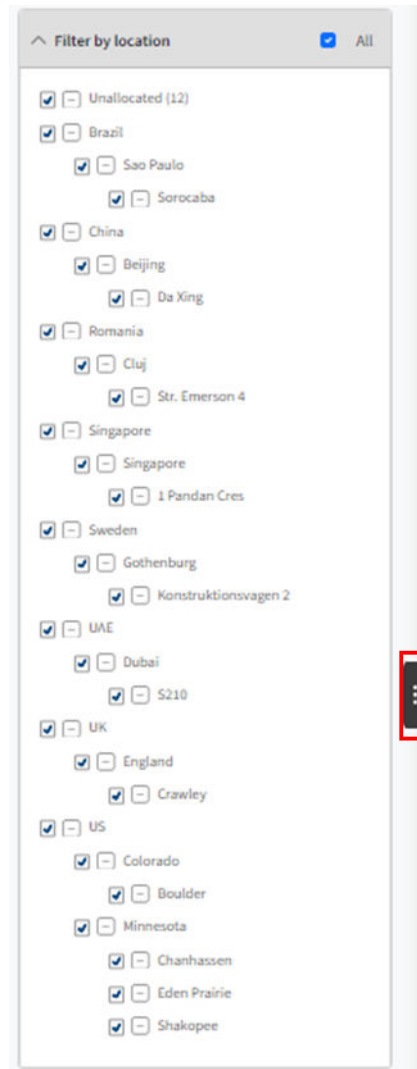 Filter by location All
Unallocated (12)
Brazil
Sao Paulo
Sorocaba
China
Beijing
Da Xing
Romania
Cluj
Str. Emerson 4
Singapore
Singapore
1 Pandan Cres
Sweden
Gothenburg
Konstruktionsvagen 2
UAE
Dubai
S210
UK
England
Crawley
US
Colorado
Boulder
Minnesota
Chanhassen
Eden Prairie
Shakopee